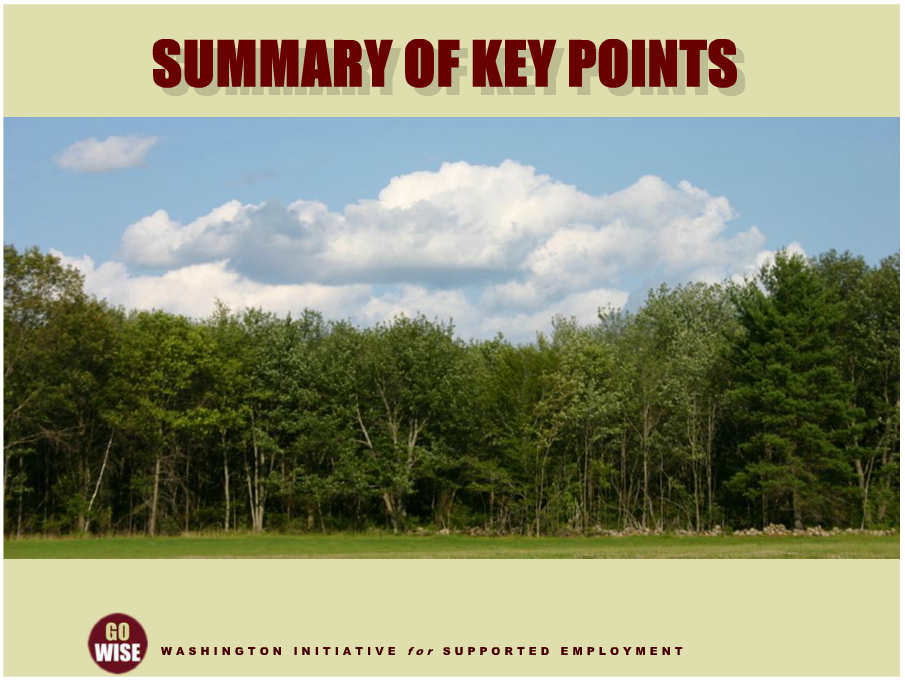 SUMMARY OF KEY POINTS
GO
WISE
WASHINGTON INITIATIVE for SUPPORTED EMPLOYMENT